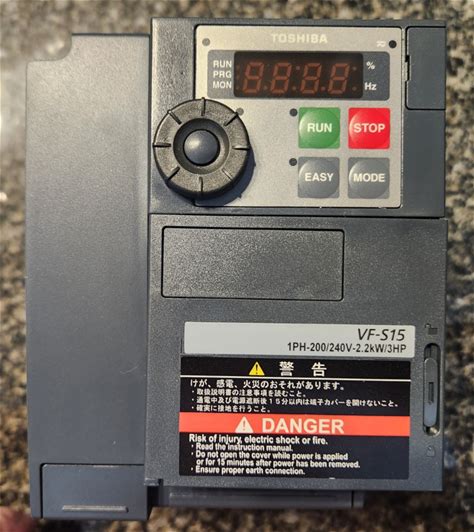 TOSHIBA
RUN
PRG
MON
%
Hz
RUN
STOP
EASY
MODE
VF-S15
1PH-200/240V-2.2kW/3HP
警告
けが、感電、火災のおそれがあります。
・取扱説明書の注意事項を読むこと。
・通電中及び電源遮断後15分以内は端子カバーを開けないこと。
・確実に接地を行うこと。
DANGER
Risk of injury, electric shock or fire.
・Read the instruction manual.
・Do not open the cover while power is applied
or for 15 minutes after power has been removed.
・Ensure proper earth connection.